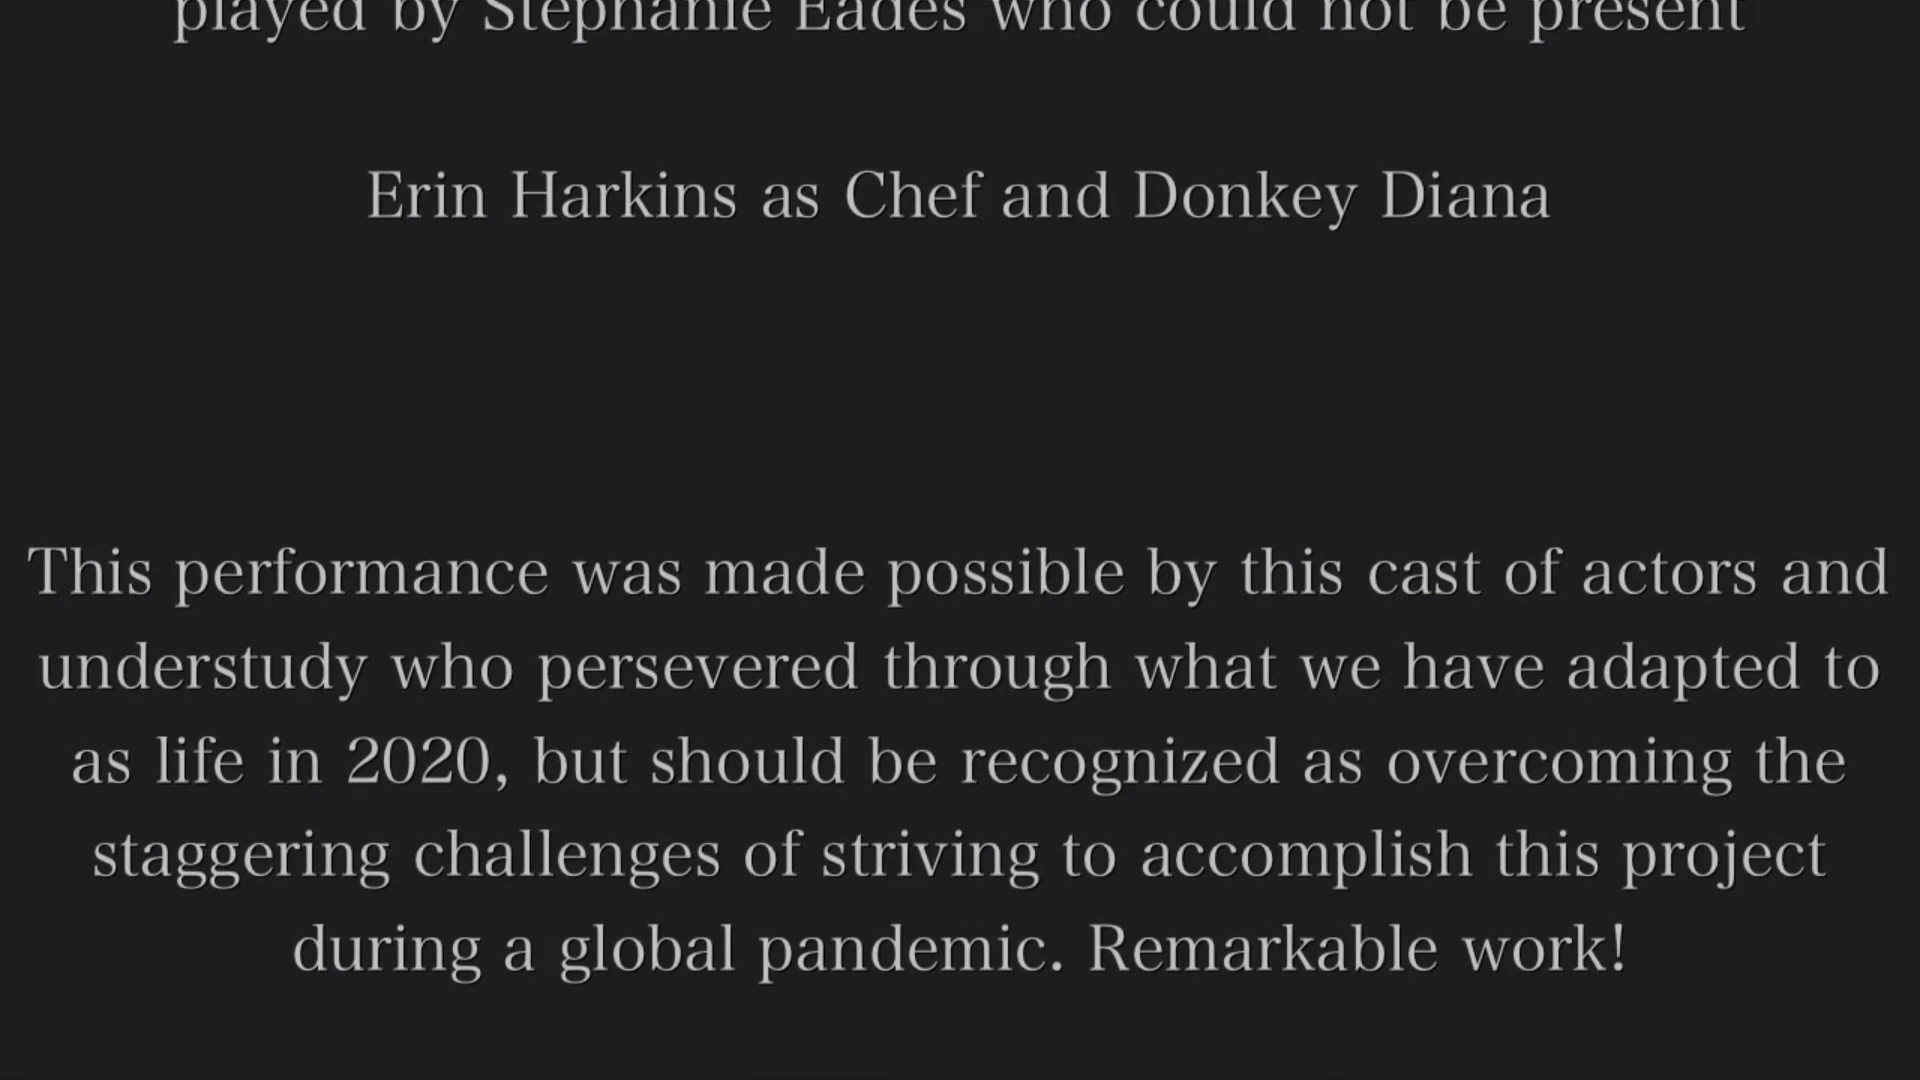 played by Stephanie Eades who could not be present
Erin Harkins as Chef and Donkey Diana
This performance was made possible by this cast of actors and
understudy who persevered through what we have adapted to
as life in 2020, but should be recognized as overcoming the
staggering challenges of striving to accomplish this project
during a global pandemic. Remarkable work!